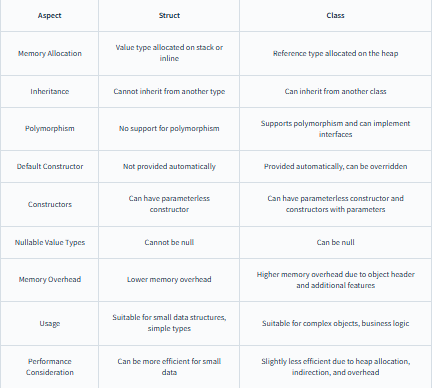 Aspect Struct Class
Memory Allocation Value type allocated on stack or inline Reference type allocated on the heap
Inheritance Cannot inherit from another type Can inherit from another class
Polymorphism No support for polymorphism Supports polymorphism and can implement interfaces
Default Constructor Not provided automatically Provided automatically, can be overridden
Constructors Can have parameterless constructor Can have parameterless constructor and constructors with parameters
Nullable Value Types Cannot be null Can be null
Memory Overhead Lower memory overhead Higher memory overhead due to object header and additional features
Usage Suitable for small data structures, simple types Suitable for complex objects, business logic
Performance Consideration Can be more efficient for small data Slightly less efficient due to heap allocation, indirection, and overhead